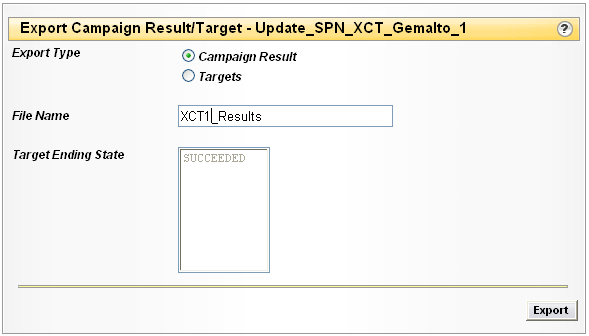 Export Campaign Result/Target - Update_SPN_XCT_Gemalto_1 ?
Export Type
Campaign Result
Targets
File Name
XCT1_Results
Target Ending State
SUCCEEDED
Export